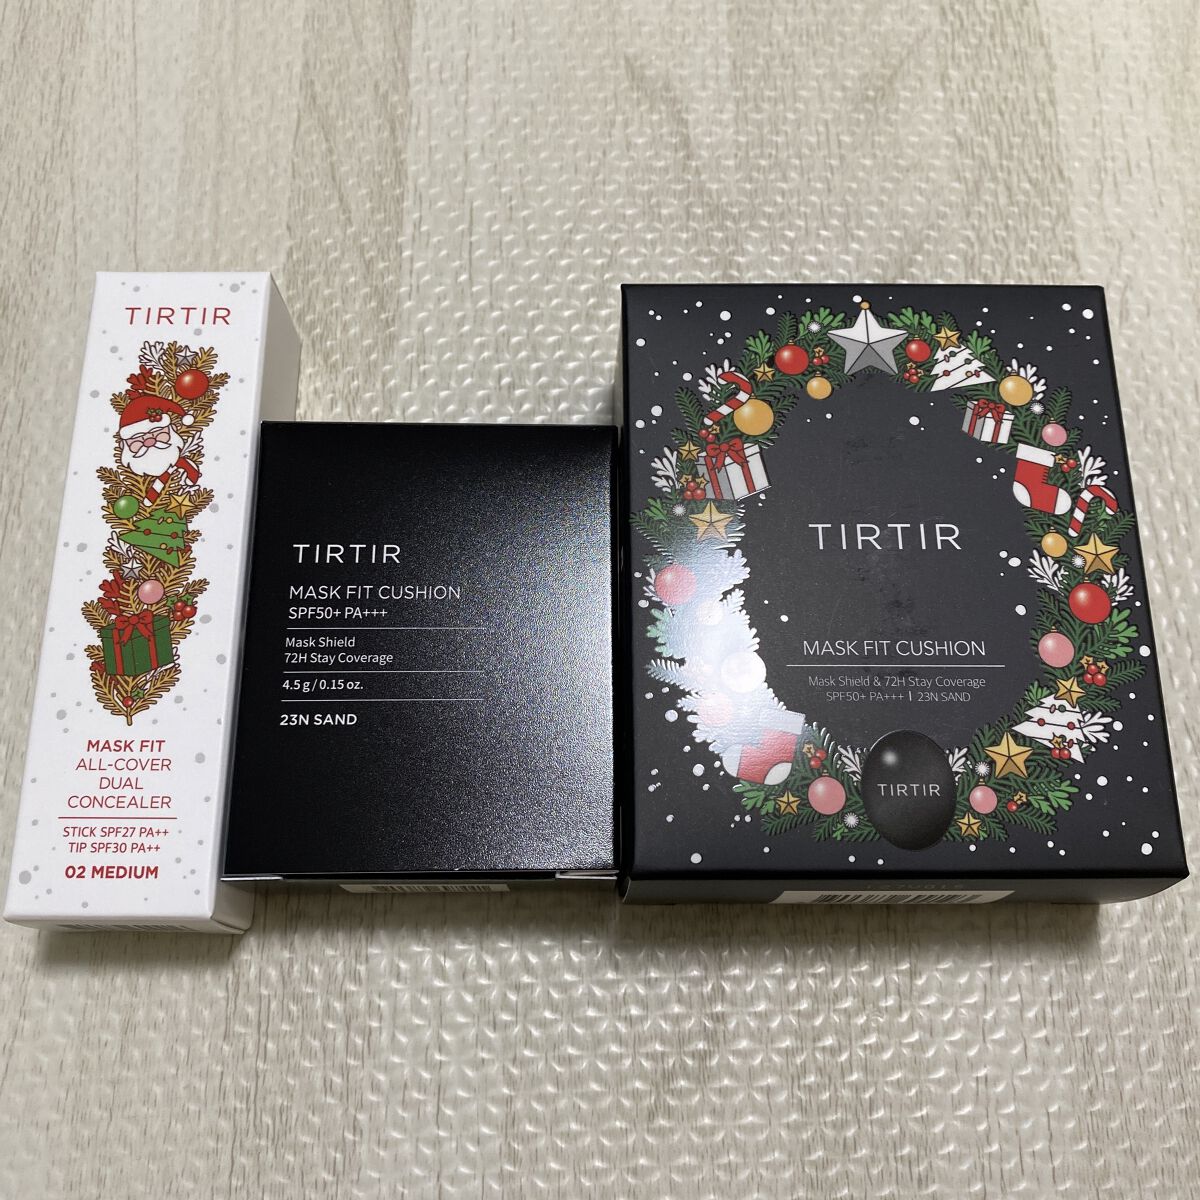 TIRTIR
MASK FIT
ALL-COVER
DUAL
CONCEALER
STICK SPF27 PA++
TIP SPF30 PA++
02 MEDIUM
TIRTIR
MASK FIT CUSHION
SPF50+ PA+++
Mask Shield
72H Stay Coverage
4.5 g / 0.15 oz.
23N SAND
TIRTIR
MASK FIT CUSHION
Mask Shield & 72H Stay Coverage
SPF50+ PA+++ | 23N SAND
TIRTIR